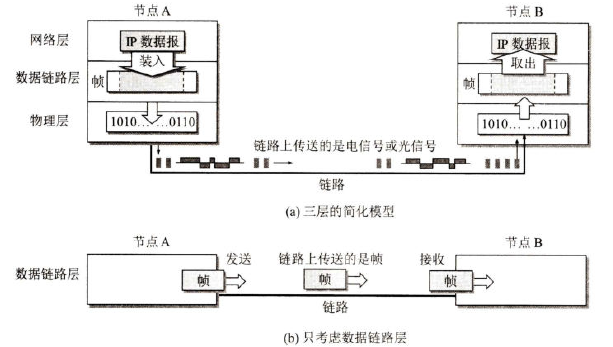 节点A
节点 B
网络层
IP 数据报
IP 数据报
装入
取出
数据链路层
帧
帧
物理层
1010… …0110
1010… …0110
链路上传送的是电信号或光信号
链路
(a) 三层的简化模型
节点A
节点 B
数据链路层
发送
链路上传送的是帧
接收
帧
帧
帧
链路
(b) 只考虑数据链路层